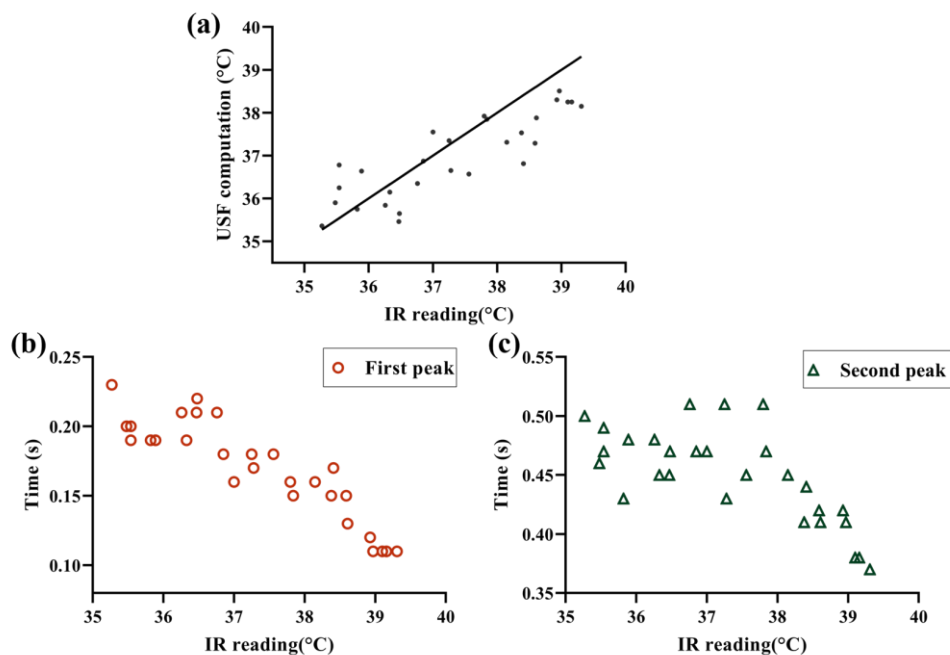 (a)
USF computation (°C)
40
39
38
37
36
35
35 36 37 38 39 40
IR reading(°C)
(b)
First peak
Time (s)
0.25
0.20
0.15
0.10
35 36 37 38 39 40
IR reading(°C)
(c)
Second peak
Time (s)
0.55
0.50
0.45
0.40
0.35
35 36 37 38 39 40
IR reading(°C)